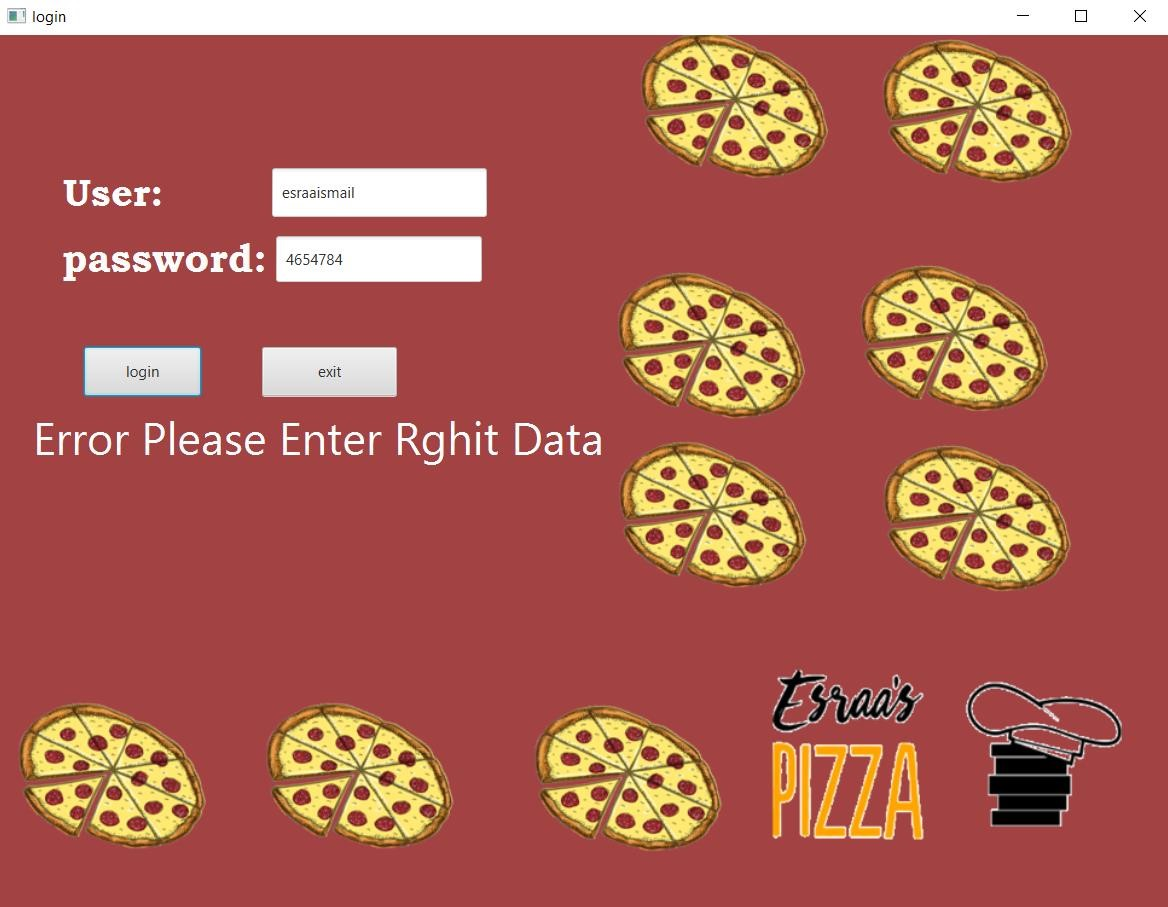 login
User: esraaismail
password: 4654784
login exit
Error Please Enter Rghit Data
Esraa's
PIZZA